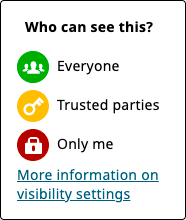 Who can see this?
Everyone
Trusted parties
Only me
More information on
visibility settings